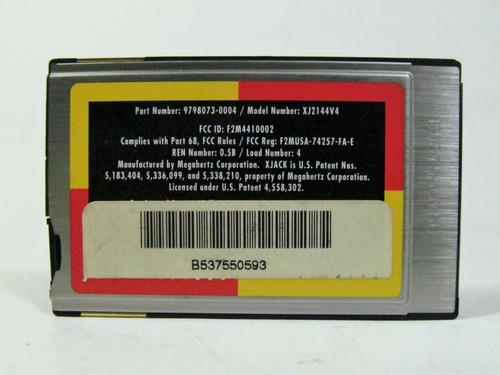 Part Number: 9798073-0004 / Model Number: XJ2144V4
FCC ID: F2M4410002
Complies with Part 68, FCC Rules / FCC Reg: F2MUSA-74257-FA-E
REN Number: 0.5B / Load Number: 4
Manufactured by Megahertz Corporation. XJACK is U.S. Patent Nos.
5,183,404, 5,336,099, and 5,338,210, property of Megahertz Corporation.
Licensed under U.S. Patent 4,558,302.
B537550593